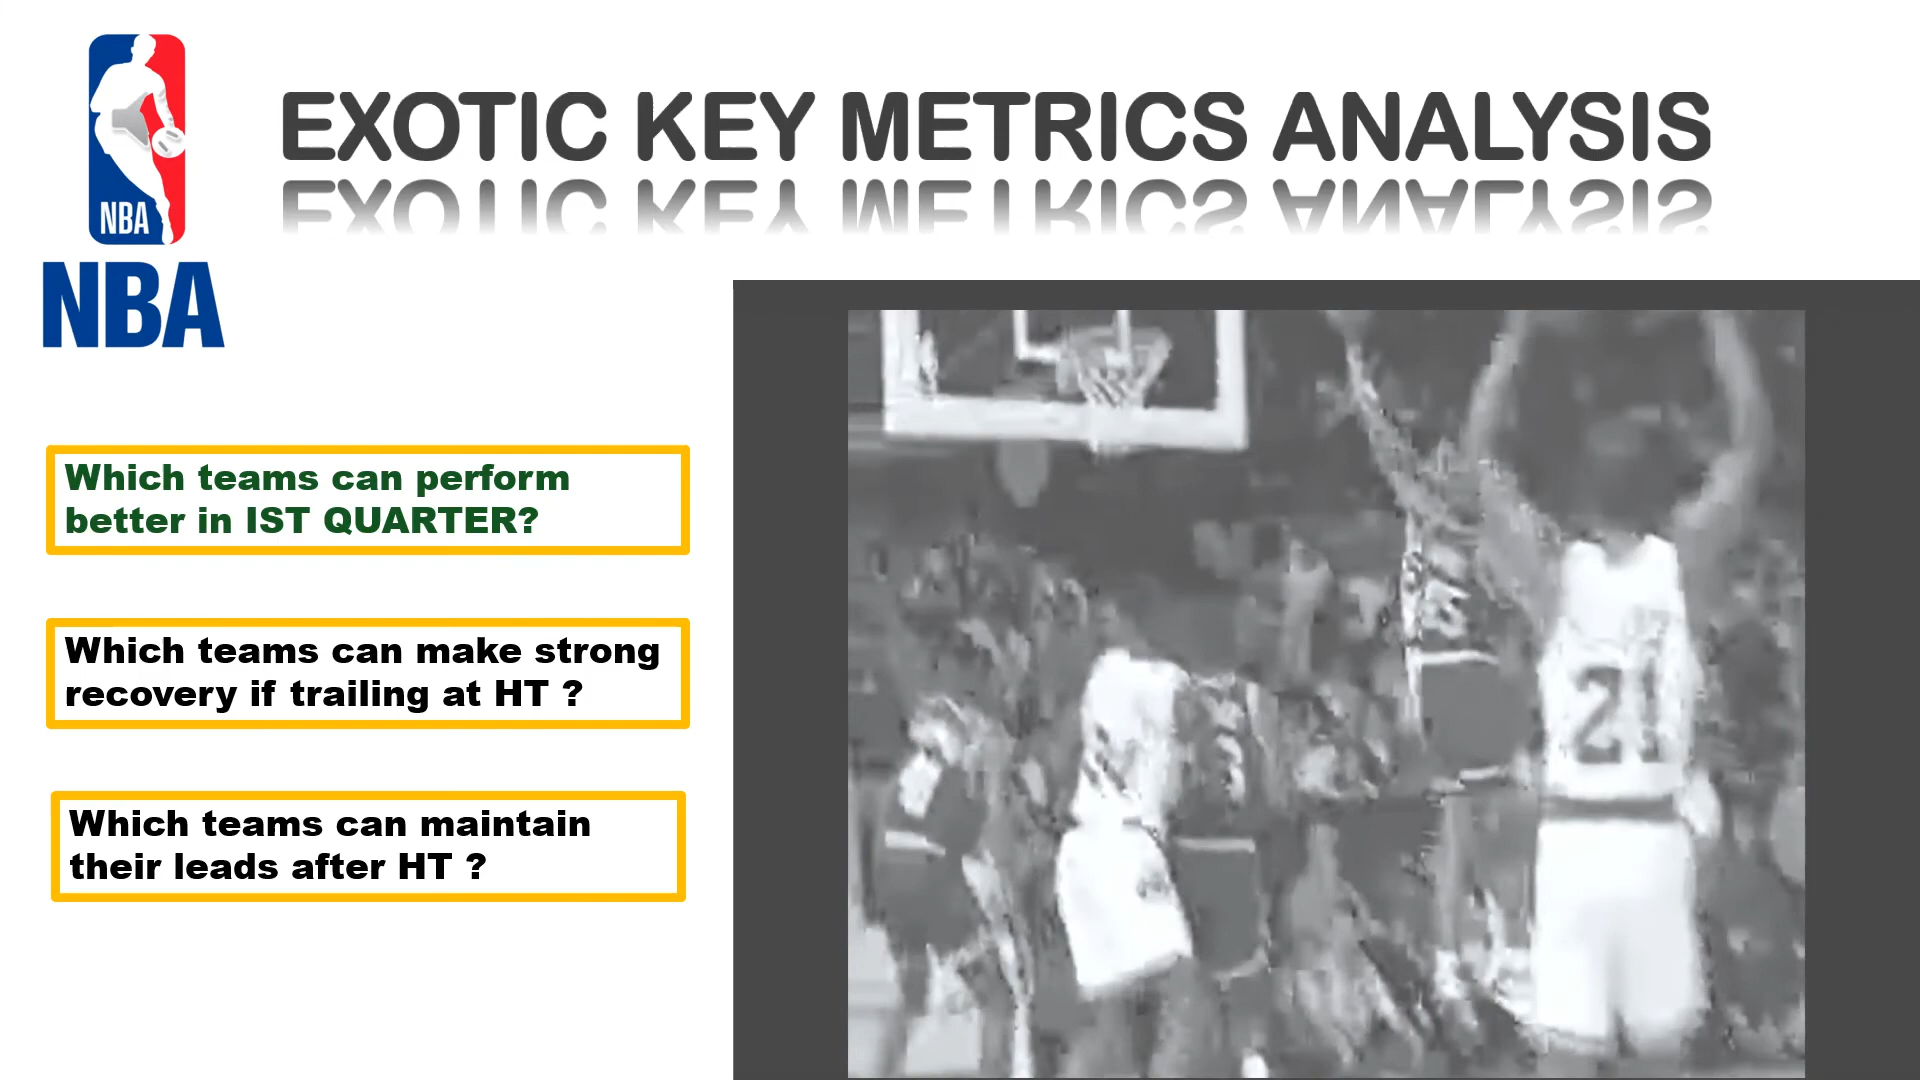 NBA
NBA
EXOTIC KEY METRICS ANALYSIS
Which teams can perform
better in IST QUARTER?
Which teams can make strong
recovery if trailing at HT ?
Which teams can maintain
their leads after HT ?
21